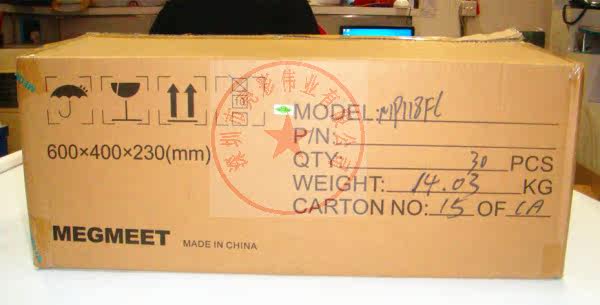 MODEL: MP118FL
P/N:
QTY: 30 PCS
600×400×230(mm)
WEIGHT: 14.03 KG
CARTON NO: 15 OF
MEGMEET MADE IN CHINA